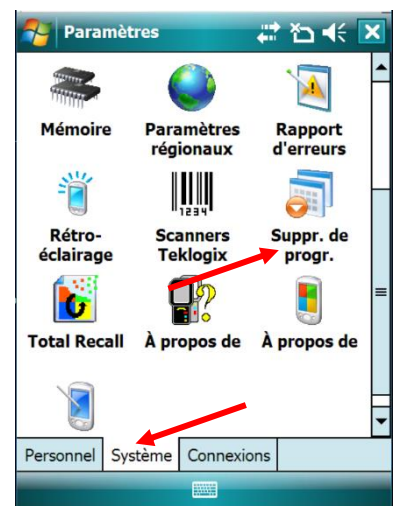 Paramètres
Mémoire
Paramètres
régionaux
Rapport
d'erreurs
Rétro-
éclairage
1234
Scanners
Teklogix
Suppr. de
progr.
Total Recall
À propos de
À propos de
Personnel
Système
Connexions